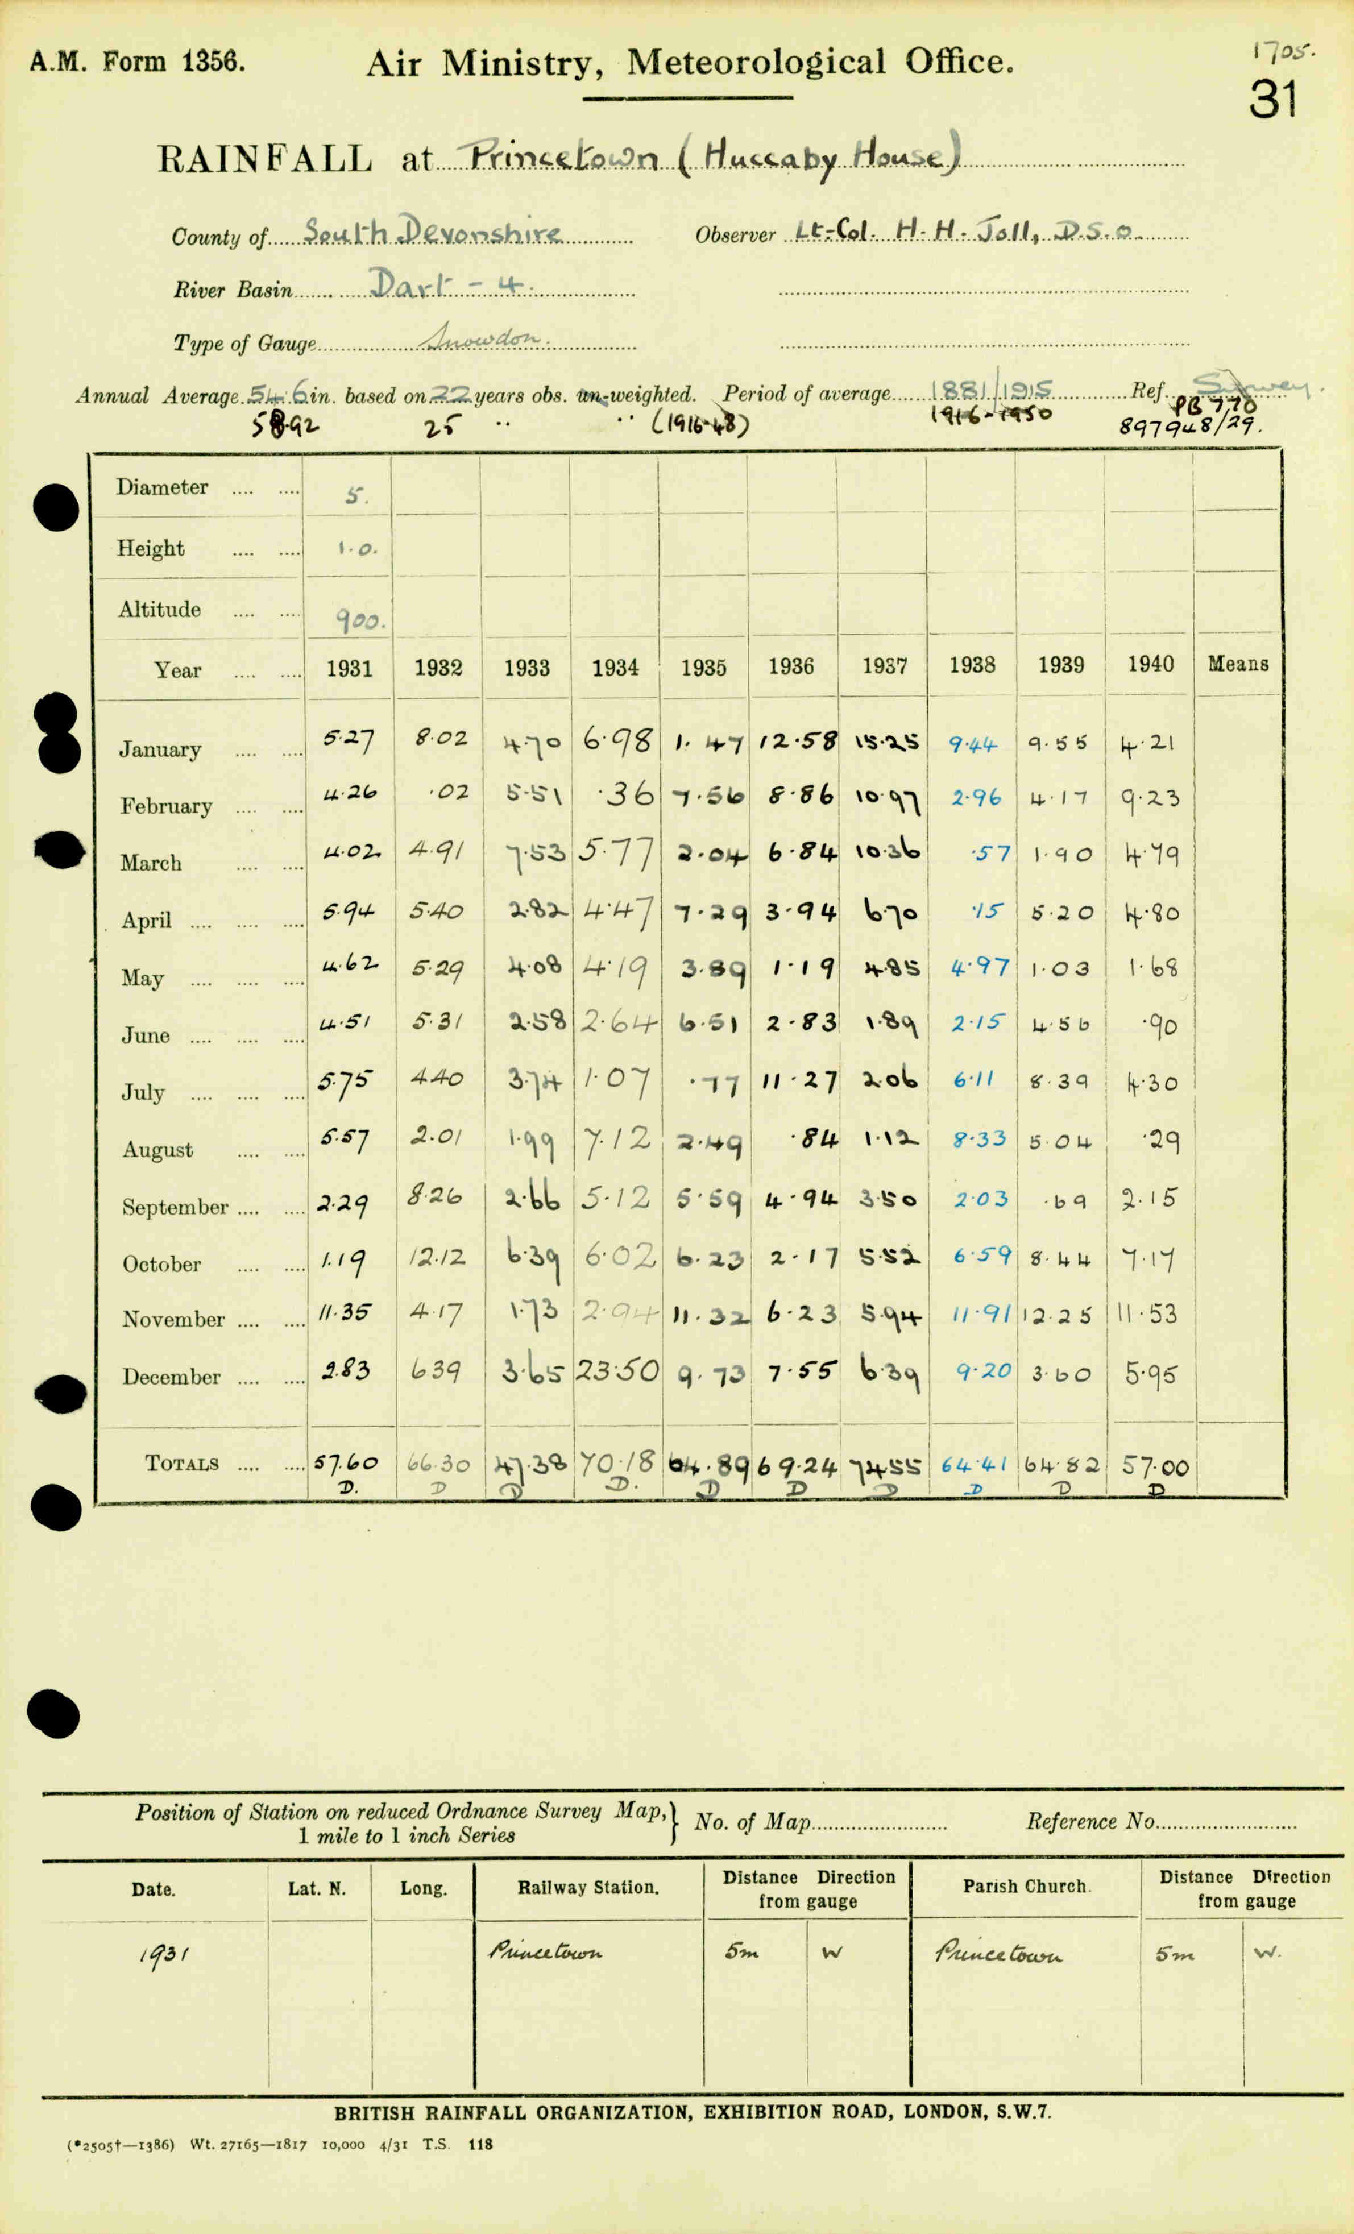 A.M. Form 1356.
Air Ministry, Meteorological Office.
1705.
31
RAINFALL at Princetown (Huccaby House)
County of South Devonshire Observer Lt-Col. H. H. Joll, D.S.O.
River Basin Dart - 4.
Type of Gauge Snowdon.
Annual Average 54.6 in. based on 22 years obs. un-weighted. Period of average 1881/1915 Ref. Survey.
25 " " (1916-48) 1916-1950 PB 770
897948/29.
Diameter 5.
Height 1.0.
Altitude 900.
Year 1931 1932 1933 1934 1935 1936 1937 1938 1939 1940 Means
January 5.27 8.02 4.70 6.98 1.47 12.58 15.25 9.44 9.55 4.21
February 4.26 .02 5.51 .36 7.56 8.86 10.97 2.96 4.17 9.23
March 4.02 4.91 7.53 5.77 2.04 6.84 10.36 .57 1.90 4.79
April 5.94 5.40 2.82 4.47 7.29 3.94 6.70 .15 5.20 4.80
May 4.62 5.29 4.08 4.19 3.89 1.19 4.85 4.97 1.03 1.68
June 4.51 5.31 2.58 2.64 6.51 2.83 1.89 2.15 4.56 .90
July 5.75 4.40 3.74 1.07 .77 11.27 2.06 6.11 8.39 4.30
August 5.57 2.01 1.99 7.12 2.49 .84 1.12 8.33 5.04 .29
September 2.29 8.26 2.66 5.12 5.59 4.94 3.50 2.03 .69 2.15
October 1.19 12.12 6.39 6.02 6.23 2.17 5.52 6.59 8.44 7.17
November 11.35 4.17 1.73 2.94 11.32 6.23 5.94 11.91 12.25 11.53
December 2.83 6.39 3.65 23.50 9.73 7.55 6.39 9.20 3.60 5.95
TOTALS 57.60 66.30 47.38 70.18 64.89 69.24 74.55 64.41 64.82 57.00
D. D D D. D D D D D D
Position of Station on reduced Ordnance Survey Map, } No. of Map Reference No.
1 mile to 1 inch Series
Date. Lat. N. Long. Railway Station. Distance Direction from gauge Parish Church. Distance Direction from gauge
1931 Princetown 5m W Princetown 5m W.
BRITISH RAINFALL ORGANIZATION, EXHIBITION ROAD, LONDON, S.W.7.
(*2505†—1386) Wt. 27165—1817 10,000 4/31 T.S. 118